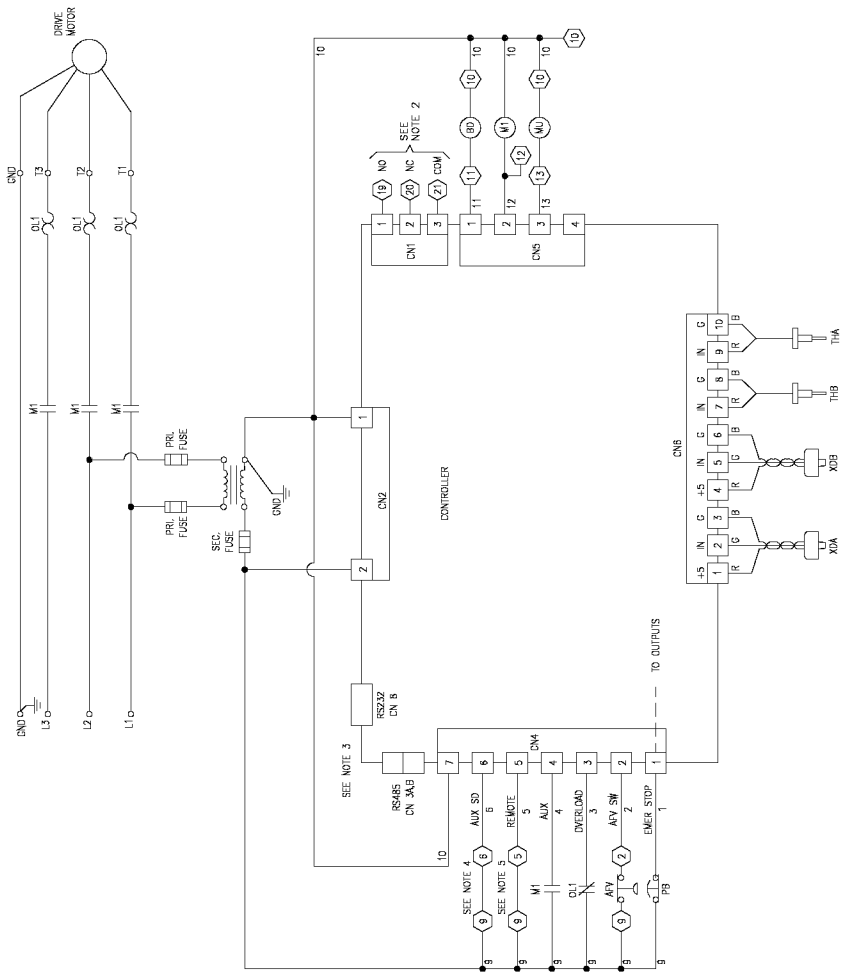 DRIVE MOTOR
GND
T3
T2
T1
OL1
OL1
OL1
M1
M1
M1
GND
L3
L2
L1
PRI. FUSE
PRI. FUSE
SEC. FUSE
GND
10
SEE NOTE 2
19
NO
20
NC
21
COM
1
2
3
CN1
10
10
10
10
10
10
BD
M1
MU
11
12
13
11
12
13
1
2
3
4
CN5
1
2
CN2
CONTROLLER
RS232
CN B
SEE NOTE 3
RS485
CN 3A,B
CN4
7
6
5
4
3
2
1
10
AUX SD
6
6
SEE NOTE 4
9
9
REMOTE
5
5
SEE NOTE 5
9
9
AUX
4
M1
9
OVERLOAD
3
OL1
9
AFV SW
2
2
AFV
9
9
EMER STOP
1
PB
9
TO OUTPUTS
CN6
+5
IN
G
+5
IN
G
IN
G
IN
G
1
2
3
4
5
6
7
8
9
10
R
G
B
R
G
B
R
B
R
B
XDA
XDB
THB
THA